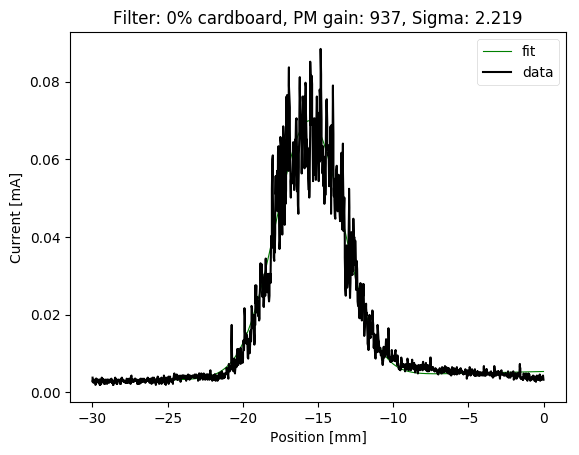 Filter: 0% cardboard, PM gain: 937, Sigma: 2.219
fit
data
0.08
0.06
0.04
0.02
0.00
Current [mA]
−30
−25
−20
−15
−10
−5
0
Position [mm]